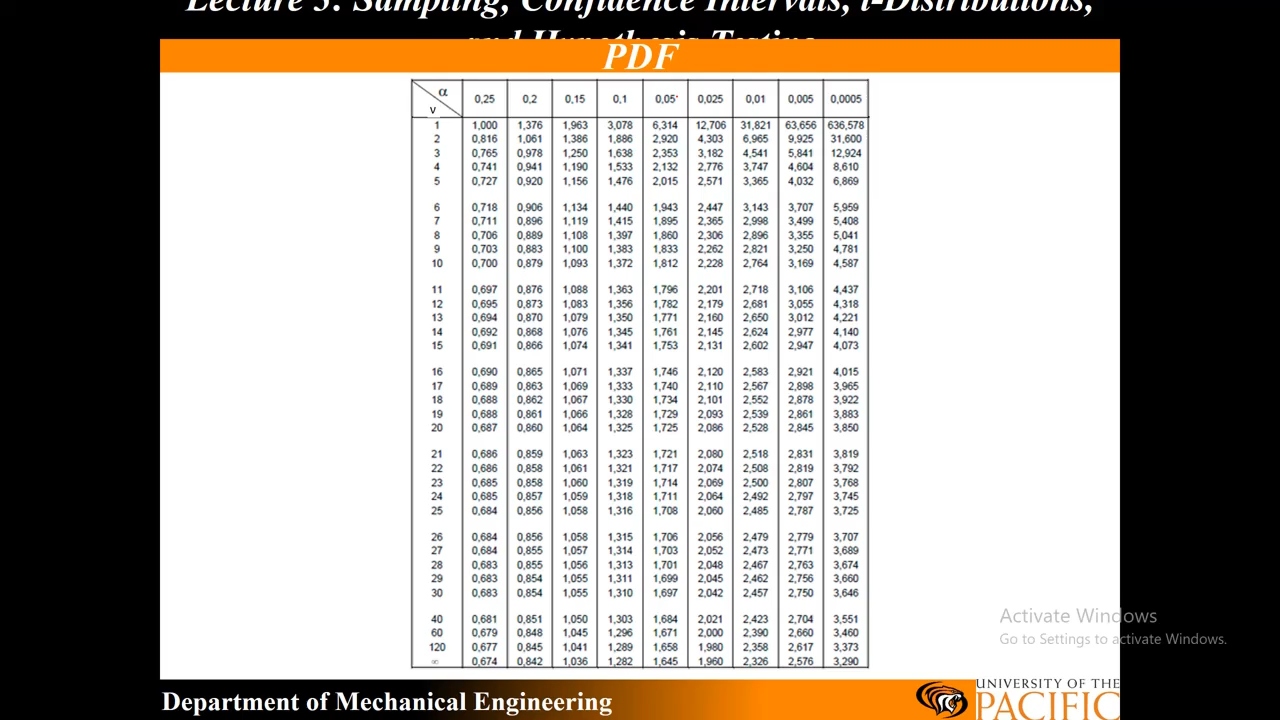 Lecture 5: Sampling, Confidence Intervals, t-Distributions,
and Hypothesis Testing
PDF
α
ν 0,25 0,2 0,15 0,1 0,05 0,025 0,01 0,005 0,0005
1 1,000 1,376 1,963 3,078 6,314 12,706 31,821 63,656 636,578
2 0,816 1,061 1,386 1,886 2,920 4,303 6,965 9,925 31,600
3 0,765 0,978 1,250 1,638 2,353 3,182 4,541 5,841 12,924
4 0,741 0,941 1,190 1,533 2,132 2,776 3,747 4,604 8,610
5 0,727 0,920 1,156 1,476 2,015 2,571 3,365 4,032 6,869
6 0,718 0,906 1,134 1,440 1,943 2,447 3,143 3,707 5,959
7 0,711 0,896 1,119 1,415 1,895 2,365 2,998 3,499 5,408
8 0,706 0,889 1,108 1,397 1,860 2,306 2,896 3,355 5,041
9 0,703 0,883 1,100 1,383 1,833 2,262 2,821 3,250 4,781
10 0,700 0,879 1,093 1,372 1,812 2,228 2,764 3,169 4,587
11 0,697 0,876 1,088 1,363 1,796 2,201 2,718 3,106 4,437
12 0,695 0,873 1,083 1,356 1,782 2,179 2,681 3,055 4,318
13 0,694 0,870 1,079 1,350 1,771 2,160 2,650 3,012 4,221
14 0,692 0,868 1,076 1,345 1,761 2,145 2,624 2,977 4,140
15 0,691 0,866 1,074 1,341 1,753 2,131 2,602 2,947 4,073
16 0,690 0,865 1,071 1,337 1,746 2,120 2,583 2,921 4,015
17 0,689 0,863 1,069 1,333 1,740 2,110 2,567 2,898 3,965
18 0,688 0,862 1,067 1,330 1,734 2,101 2,552 2,878 3,922
19 0,688 0,861 1,066 1,328 1,729 2,093 2,539 2,861 3,883
20 0,687 0,860 1,064 1,325 1,725 2,086 2,528 2,845 3,850
21 0,686 0,859 1,063 1,323 1,721 2,080 2,518 2,831 3,819
22 0,686 0,858 1,061 1,321 1,717 2,074 2,508 2,819 3,792
23 0,685 0,858 1,060 1,319 1,714 2,069 2,500 2,807 3,768
24 0,685 0,857 1,059 1,318 1,711 2,064 2,492 2,797 3,745
25 0,684 0,856 1,058 1,316 1,708 2,060 2,485 2,787 3,725
26 0,684 0,856 1,058 1,315 1,706 2,056 2,479 2,779 3,707
27 0,684 0,855 1,057 1,314 1,703 2,052 2,473 2,771 3,689
28 0,683 0,855 1,056 1,313 1,701 2,048 2,467 2,763 3,674
29 0,683 0,854 1,055 1,311 1,699 2,045 2,462 2,756 3,660
30 0,683 0,854 1,055 1,310 1,697 2,042 2,457 2,750 3,646
40 0,681 0,851 1,050 1,303 1,684 2,021 2,423 2,704 3,551
60 0,679 0,848 1,045 1,296 1,671 2,000 2,390 2,660 3,460
120 0,677 0,845 1,041 1,289 1,658 1,980 2,358 2,617 3,373
∞ 0,674 0,842 1,036 1,282 1,645 1,960 2,326 2,576 3,290
Activate Windows
Go to Settings to activate Windows.
Department of Mechanical Engineering
UNIVERSITY OF THE
PACIFIC